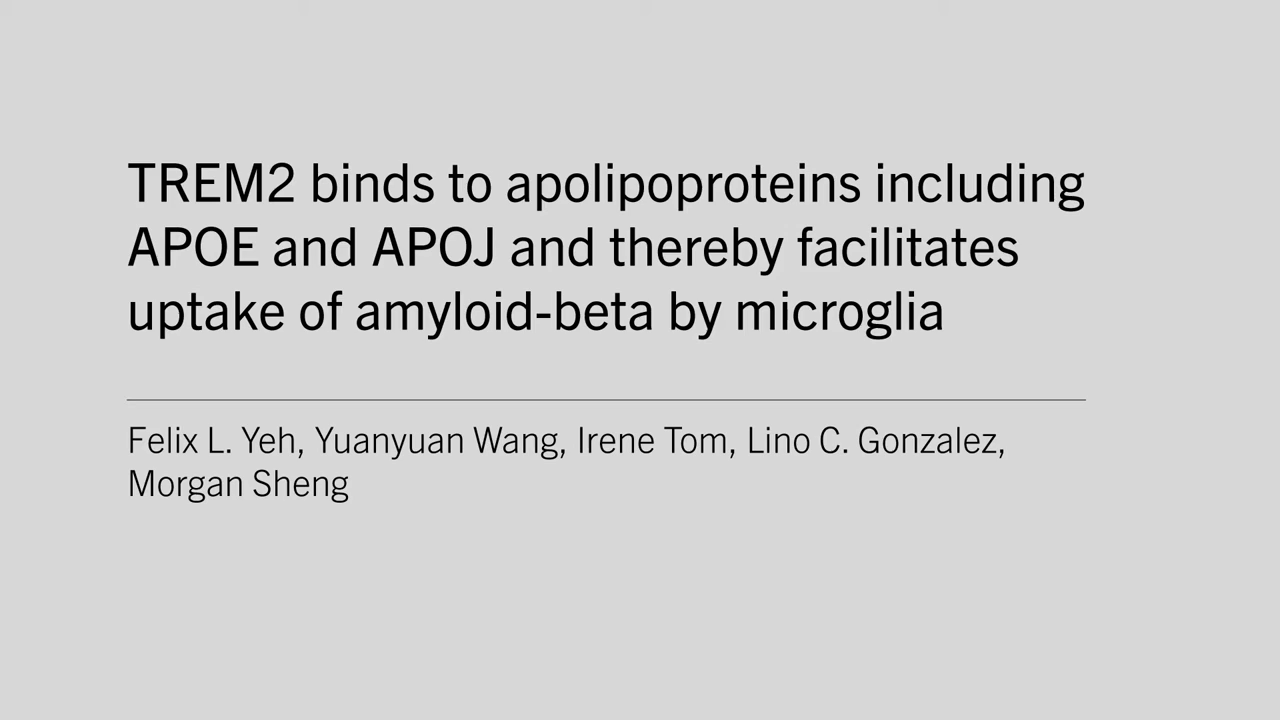 TREM2 binds to apolipoproteins including
APOE and APOJ and thereby facilitates
uptake of amyloid-beta by microglia
Felix L. Yeh, Yuanyuan Wang, Irene Tom, Lino C. Gonzalez,
Morgan Sheng